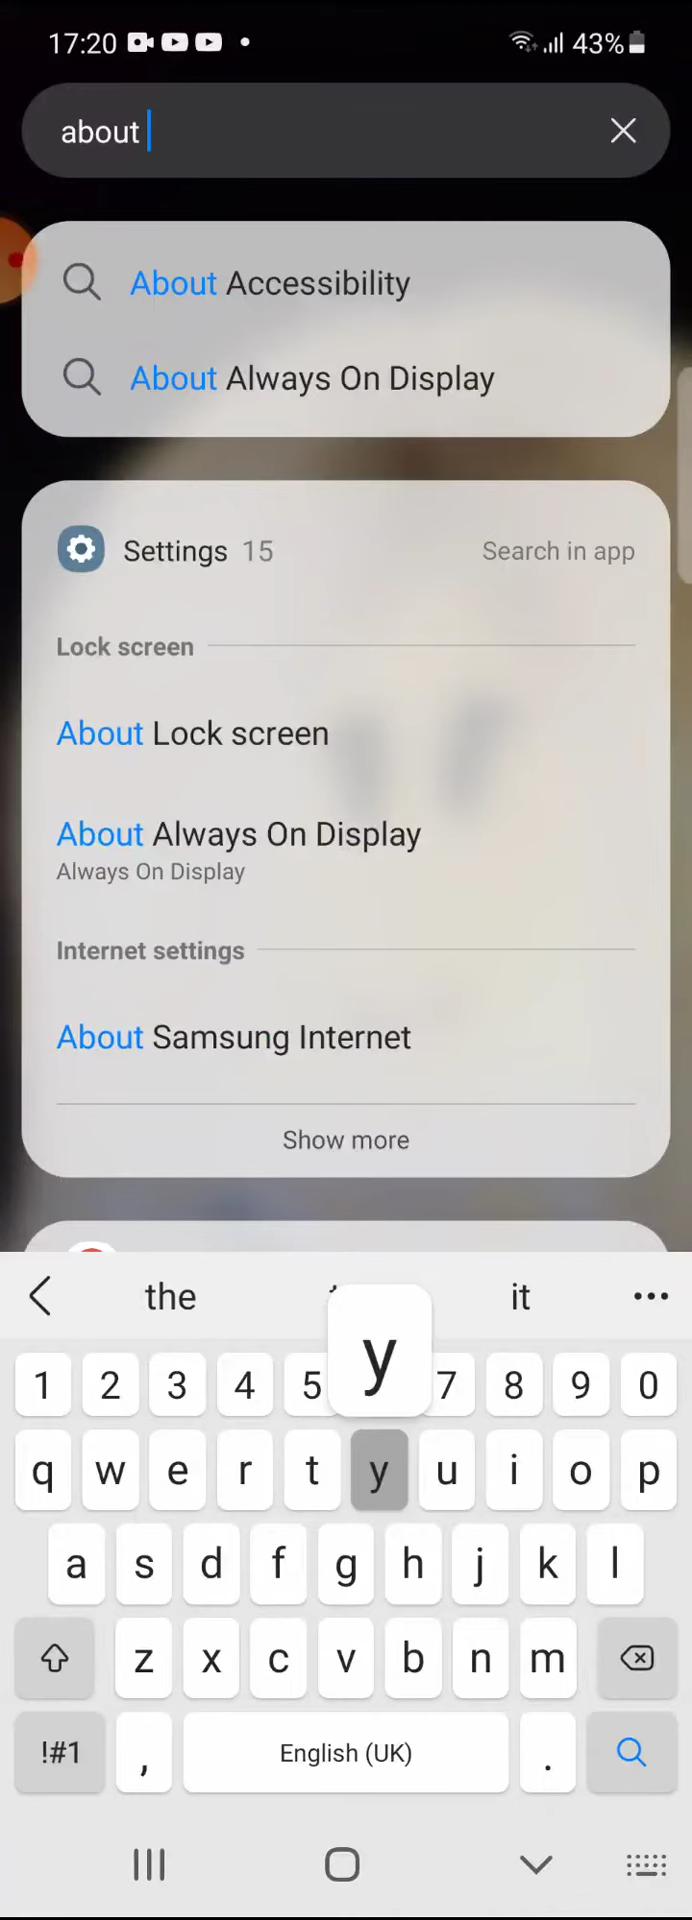 17:20 43%
about
About Accessibility
About Always On Display
Settings 15 Search in app
Lock screen
About Lock screen
About Always On Display
Always On Display
Internet settings
About Samsung Internet
Show more
the it
y
1 2 3 4 5 7 8 9 0
q w e r t y u i o p
a s d f g h j k l
z x c v b n m
!#1 , English (UK) .